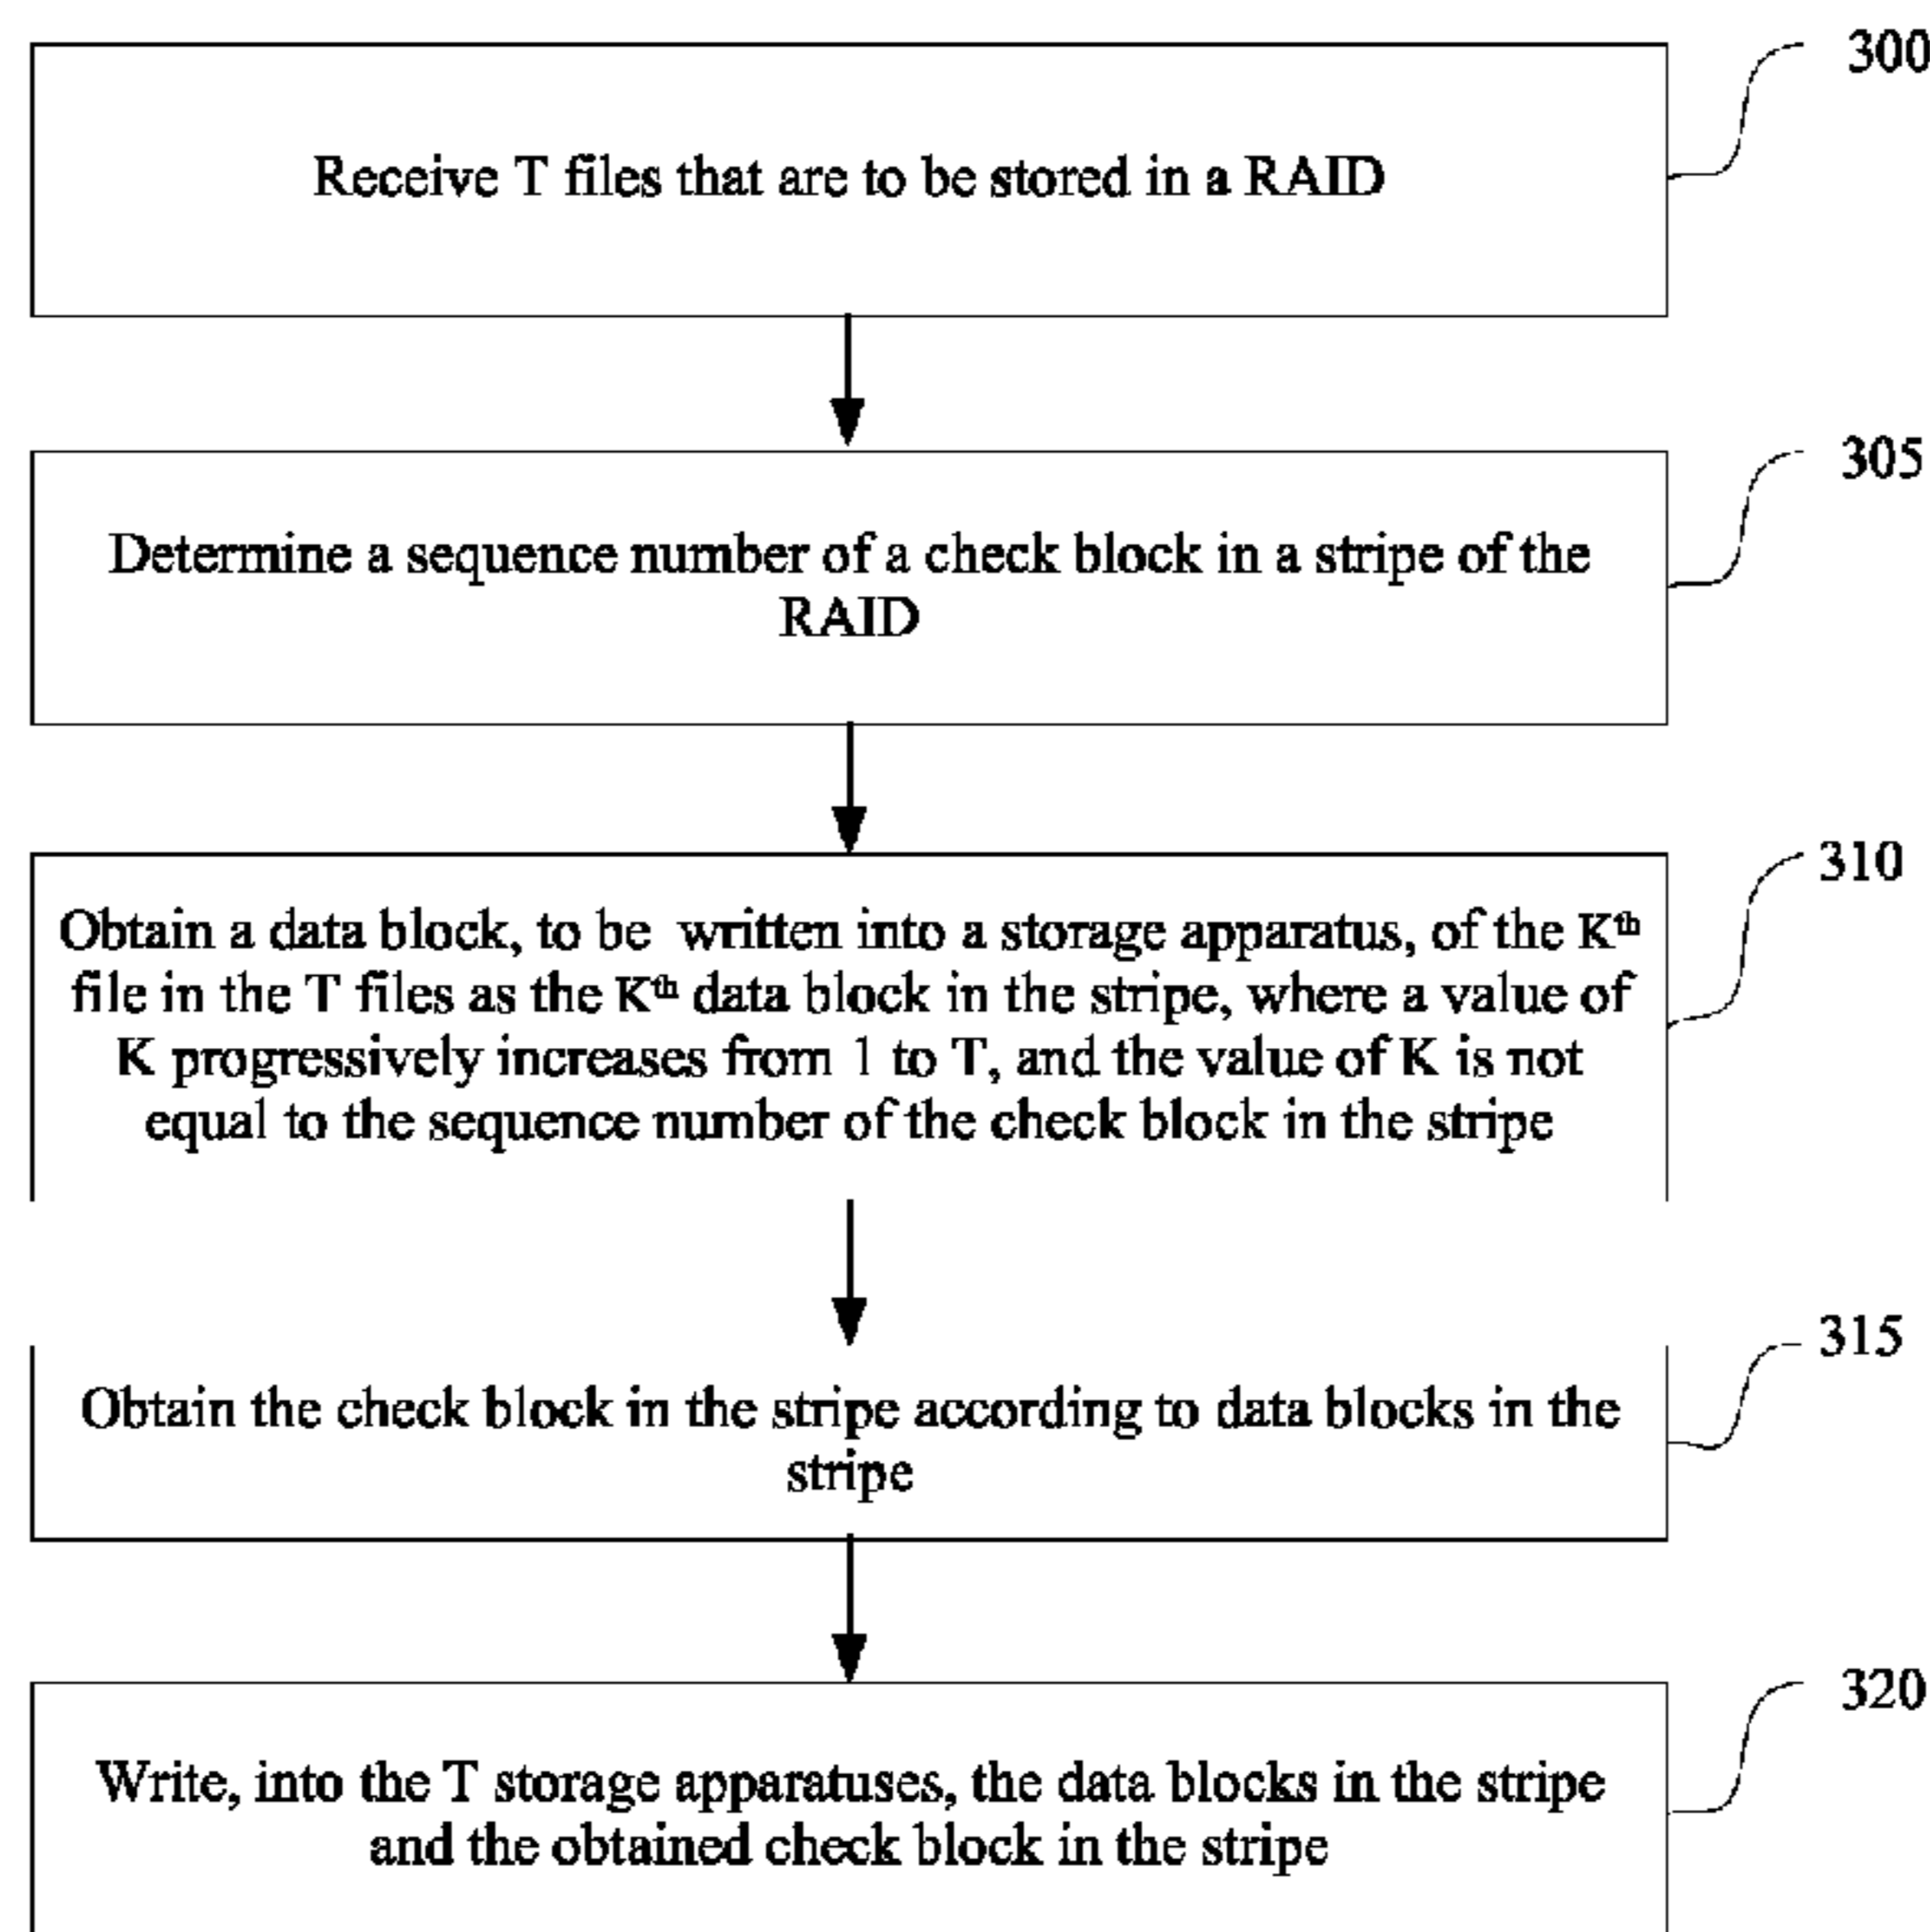 300
Receive T files that are to be stored in a RAID
305
Determine a sequence number of a check block in a stripe of the
RAID
310
Obtain a data block, to be written into a storage apparatus, of the Kth
file in the T files as the Kth data block in the stripe, where a value of
K progressively increases from 1 to T, and the value of K is not
equal to the sequence number of the check block in the stripe
315
Obtain the check block in the stripe according to data blocks in the
stripe
320
Write, into the T storage apparatuses, the data blocks in the stripe
and the obtained check block in the stripe